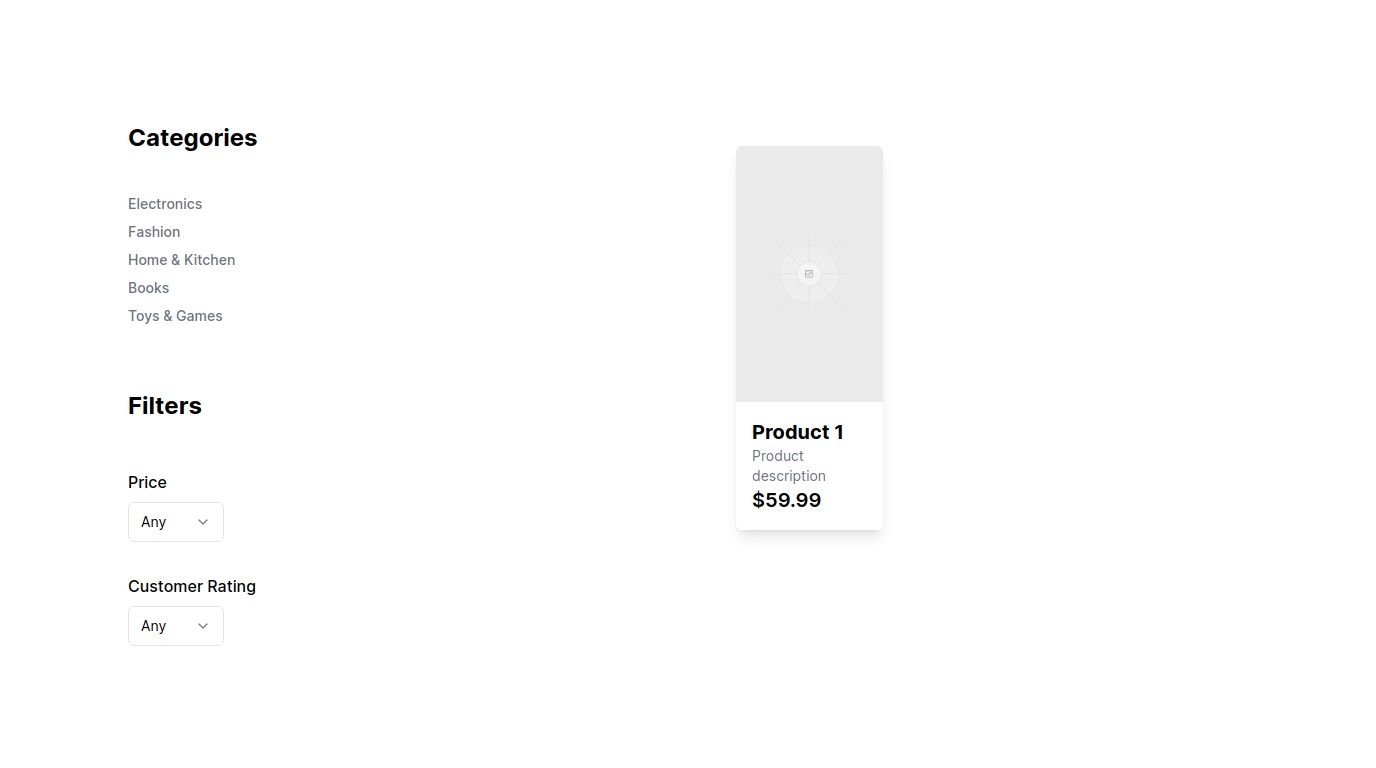 Categories
Electronics
Fashion
Home & Kitchen
Books
Toys & Games
Filters
Price
Any
Customer Rating
Any
Product 1
Product
description
$59.99